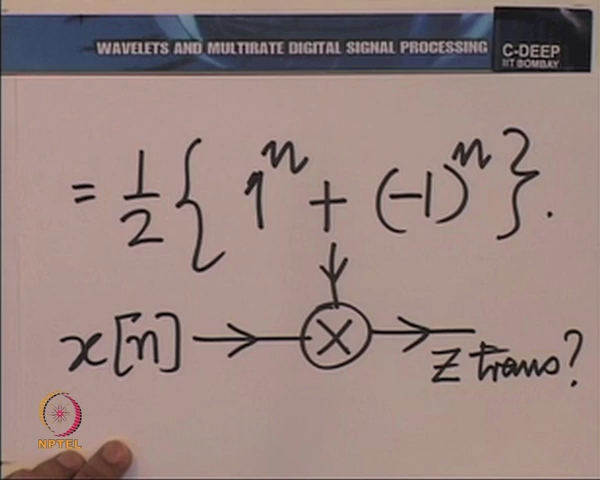 WAVELETS AND MULTIRATE DIGITAL SIGNAL PROCESSING
C-DEEP
IIT BOMBAY
= 1/2 { 1^n + (-1)^n }.
x[n] → ⊗ → Z trans?
NPTEL